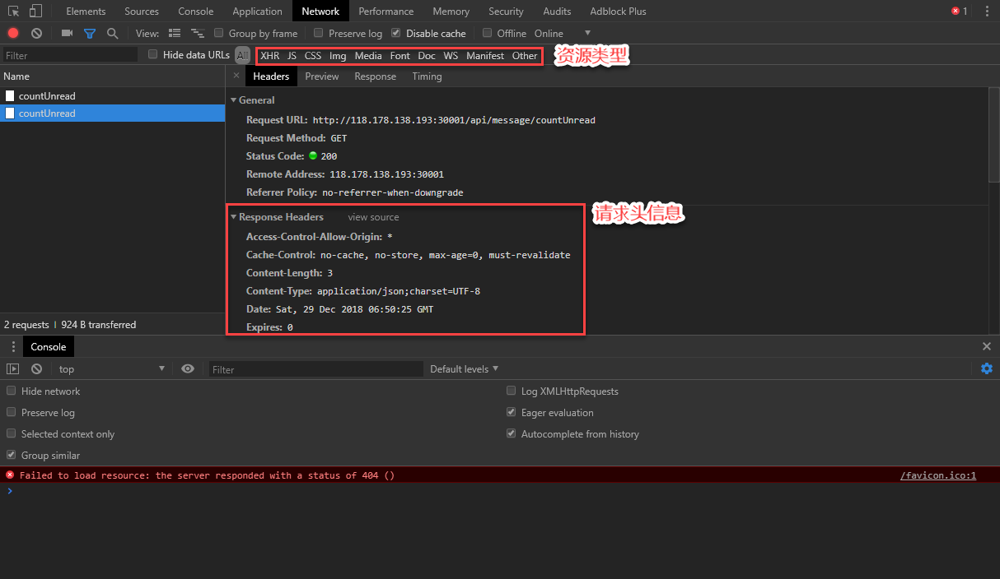 Elements Sources Console Application Network Performance Memory Security Audits Adblock Plus 1
View: Group by frame Preserve log Disable cache Offline Online
Filter Hide data URLs All XHR JS CSS Img Media Font Doc WS Manifest Other 资源类型
Name
Headers Preview Response Timing
countUnread
countUnread
General
Request URL: http://118.178.138.193:30001/api/message/countUnread
Request Method: GET
Status Code: 200
Remote Address: 118.178.138.193:30001
Referrer Policy: no-referrer-when-downgrade
Response Headers view source 请求头信息
Access-Control-Allow-Origin: *
Cache-Control: no-cache, no-store, max-age=0, must-revalidate
Content-Length: 3
Content-Type: application/json;charset=UTF-8
Date: Sat, 29 Dec 2018 06:50:25 GMT
Expires: 0
2 requests | 924 B transferred
Console
top Filter Default levels
Hide network Log XMLHttpRequests
Preserve log Eager evaluation
Selected context only Autocomplete from history
Group similar
Failed to load resource: the server responded with a status of 404 () /favicon.ico:1